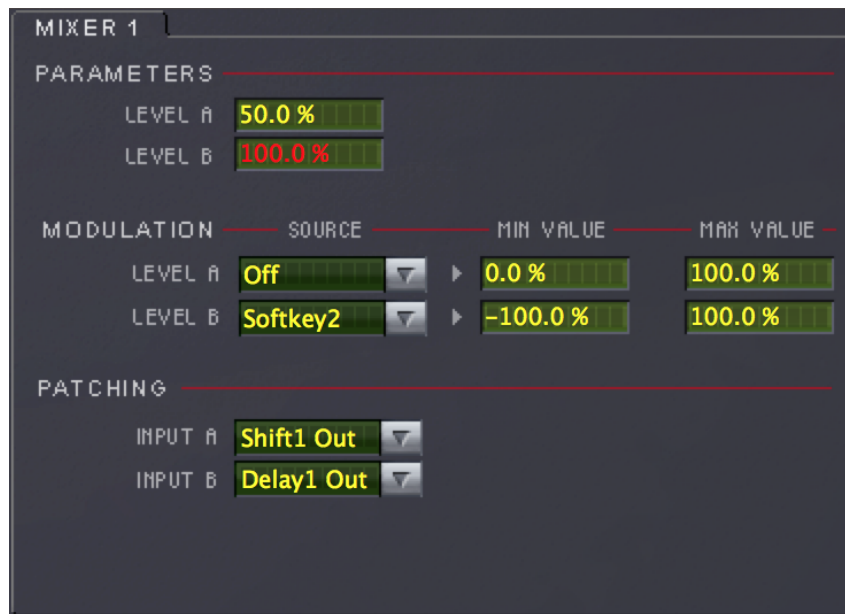 MIXER 1
PARAMETERS
LEVEL A 50.0 %
LEVEL B 100.0 %
MODULATION SOURCE MIN VALUE MAX VALUE
LEVEL A Off 0.0 % 100.0 %
LEVEL B Softkey2 -100.0 % 100.0 %
PATCHING
INPUT A Shift1 Out
INPUT B Delay1 Out